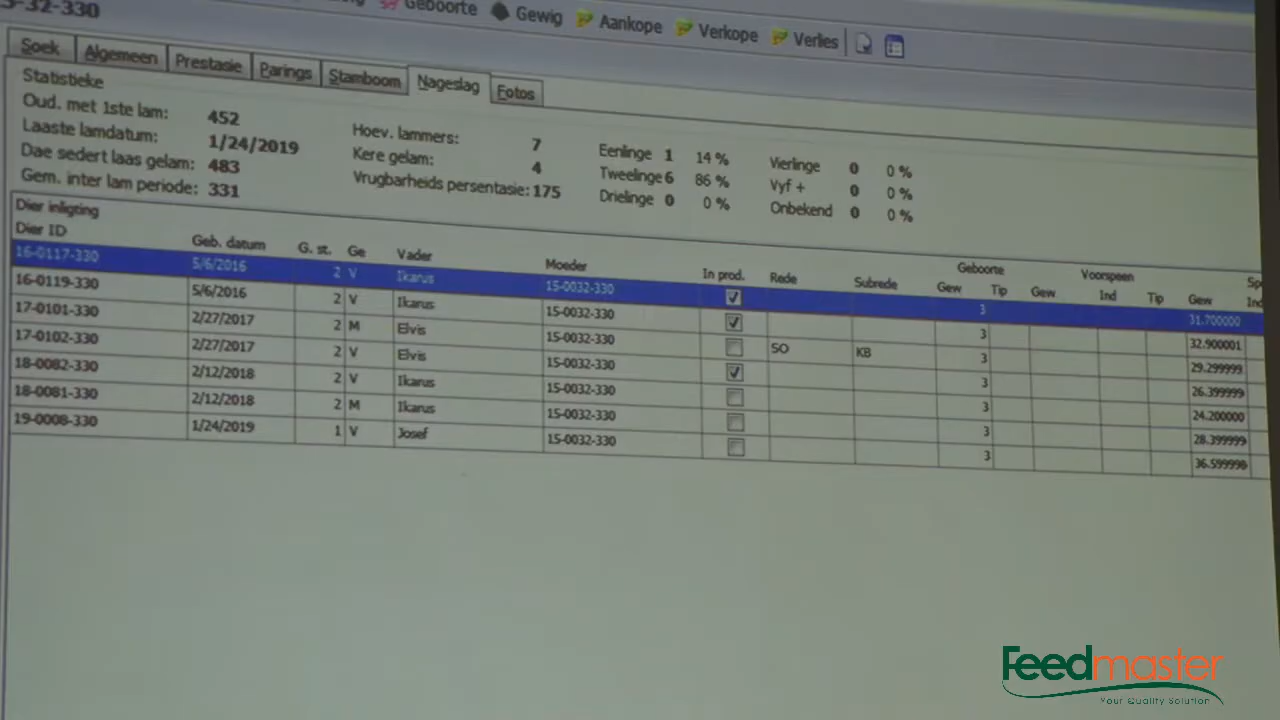 5-32-330
Geboorte Gewig Aankope Verkope Verlies
Soek Algemeen Prestasie Parings Stamboom Nageslag Fotos
Statistieke
Oud. met 1ste lam: 452
Laaste lamdatum: 1/24/2019
Dae sedert laas gelam: 483
Gem. inter lam periode: 331
Hoev. lammers: 7
Kere gelam: 4
Vrugbarheids persentasie: 175
Eenlinge 1 14 %
Tweelinge 6 86 %
Drielinge 0 0 %
Vierlinge 0 0 %
Vyf + 0 0 %
Onbekend 0 0 %
Dier inligting
Geboorte Voorspeen
Dier ID Geb. datum G. st. Ge Vader Moeder In prod. Rede Subrede Gew Tip Gew Ind Tip Gew
16-0117-330 5/6/2016 2 V Ikarus 15-0032-330 3 31.700000
16-0119-330 5/6/2016 2 V Ikarus 15-0032-330 3 32.900001
17-0101-330 2/27/2017 2 M Elvis 15-0032-330 SO KB 3 29.299999
17-0102-330 2/27/2017 2 V Elvis 15-0032-330 3 26.399999
18-0082-330 2/12/2018 2 V Ikarus 15-0032-330 3 24.200000
18-0081-330 2/12/2018 2 M Ikarus 15-0032-330 3 28.399999
19-0008-330 1/24/2019 1 V Josef 15-0032-330 3 36.599998
Feedmaster
Your Quality Solution